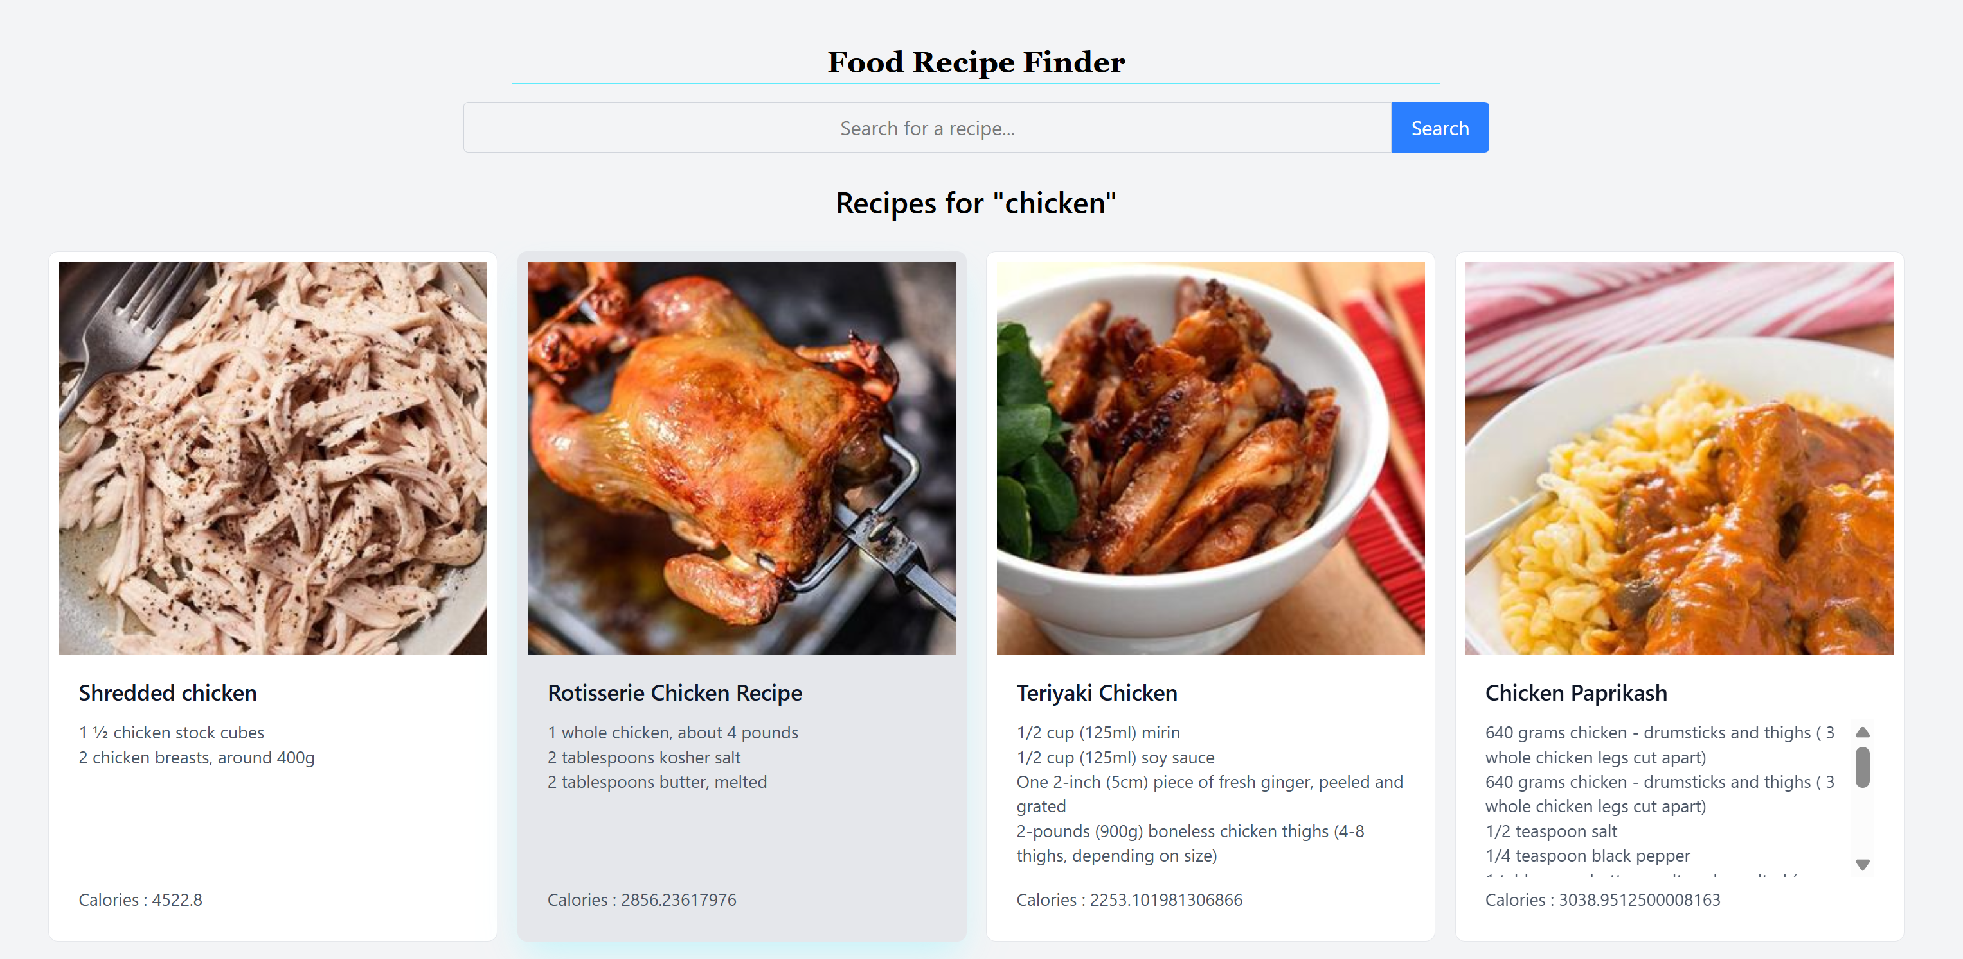 Food Recipe Finder
Search for a recipe...
Search
Recipes for "chicken"
Shredded chicken
1 ½ chicken stock cubes
2 chicken breasts, around 400g
Calories : 4522.8
Rotisserie Chicken Recipe
1 whole chicken, about 4 pounds
2 tablespoons kosher salt
2 tablespoons butter, melted
Calories : 2856.23617976
Teriyaki Chicken
1/2 cup (125ml) mirin
1/2 cup (125ml) soy sauce
One 2-inch (5cm) piece of fresh ginger, peeled and
grated
2-pounds (900g) boneless chicken thighs (4-8
thighs, depending on size)
Calories : 2253.101981306866
Chicken Paprikash
640 grams chicken - drumsticks and thighs ( 3
whole chicken legs cut apart)
640 grams chicken - drumsticks and thighs ( 3
whole chicken legs cut apart)
1/2 teaspoon salt
1/4 teaspoon black pepper
Calories : 3038.9512500008163